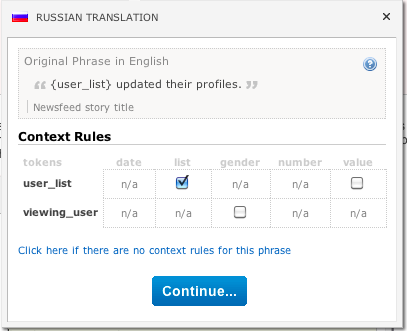 RUSSIAN TRANSLATION
Original Phrase in English
“ {user_list} updated their profiles. ”
Newsfeed story title
Context Rules
tokens date list gender number value
user_list n/a n/a n/a
viewing_user n/a n/a n/a n/a
Click here if there are no context rules for this phrase
Continue...